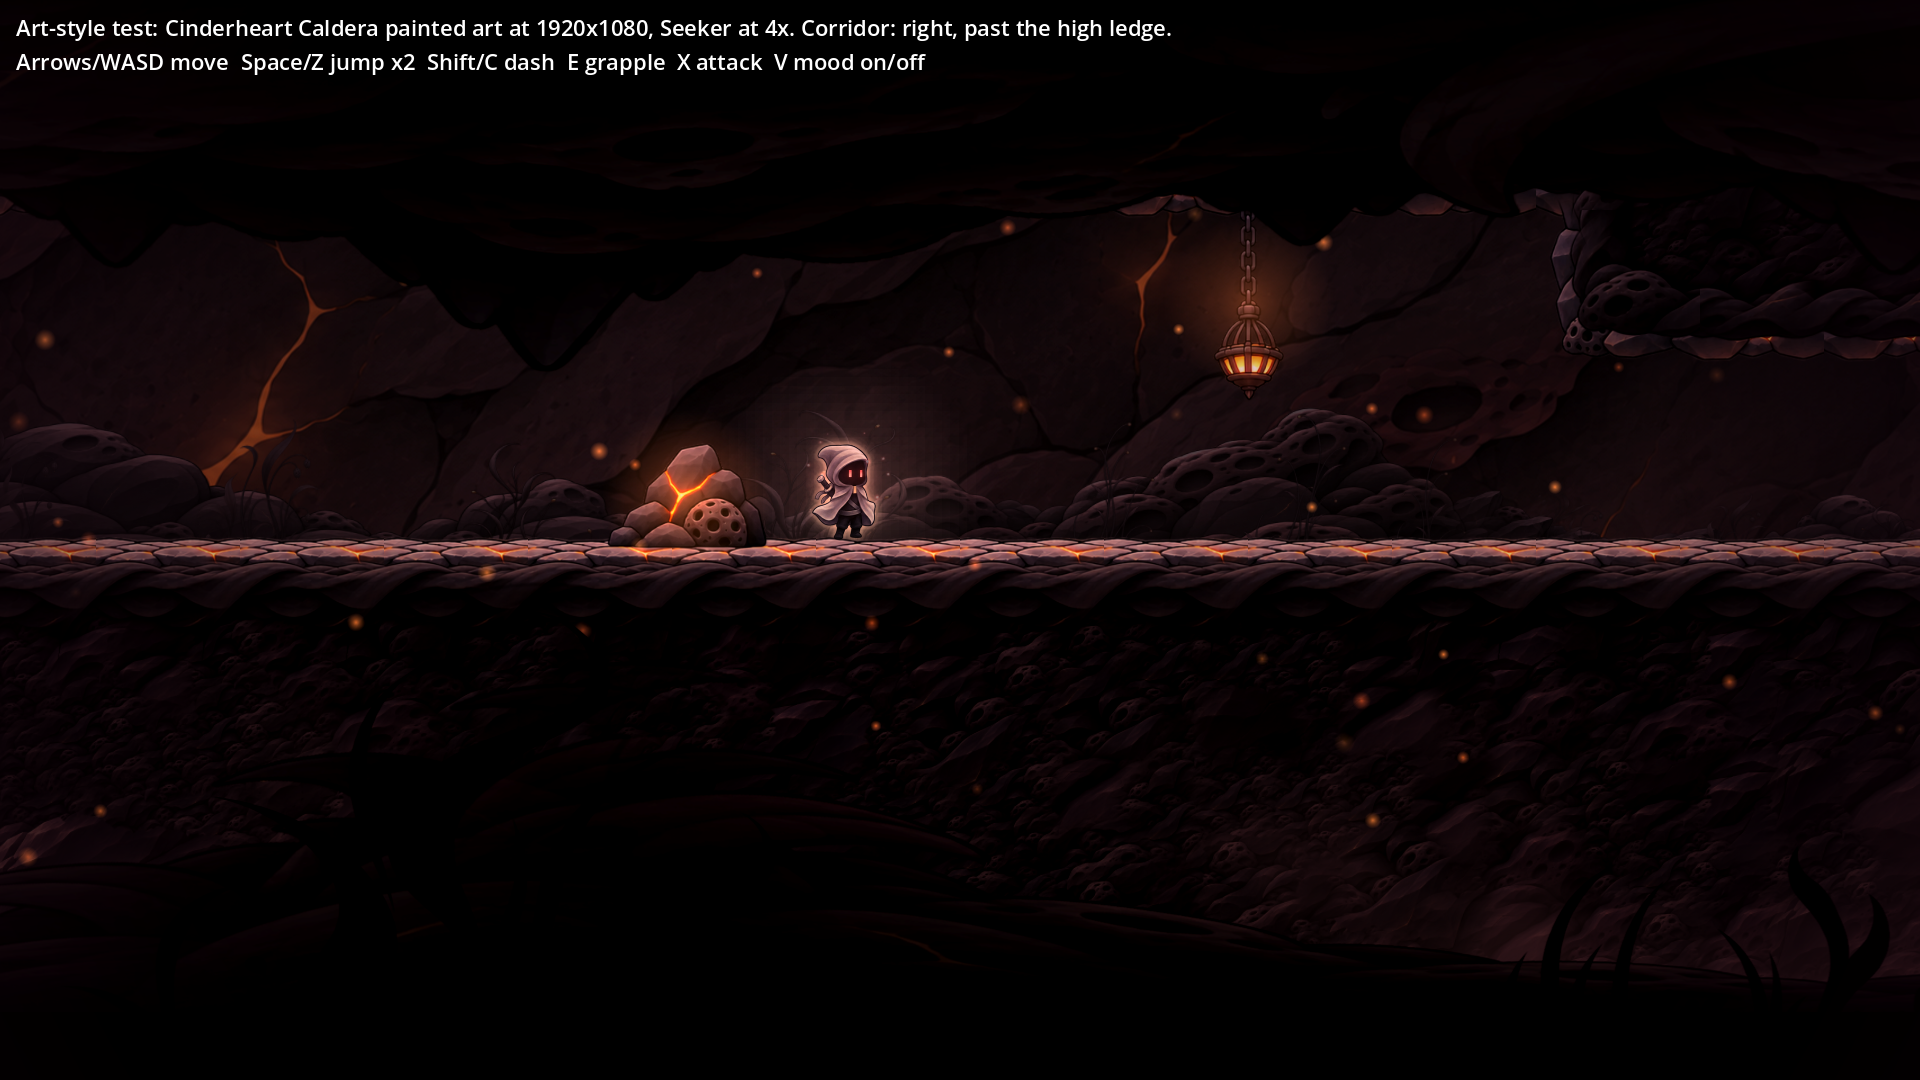 Art-style test: Cinderheart Caldera painted art at 1920x1080, Seeker at 4x. Corridor: right, past the high ledge.
Arrows/WASD move  Space/Z jump x2  Shift/C dash  E grapple  X attack  V mood on/off